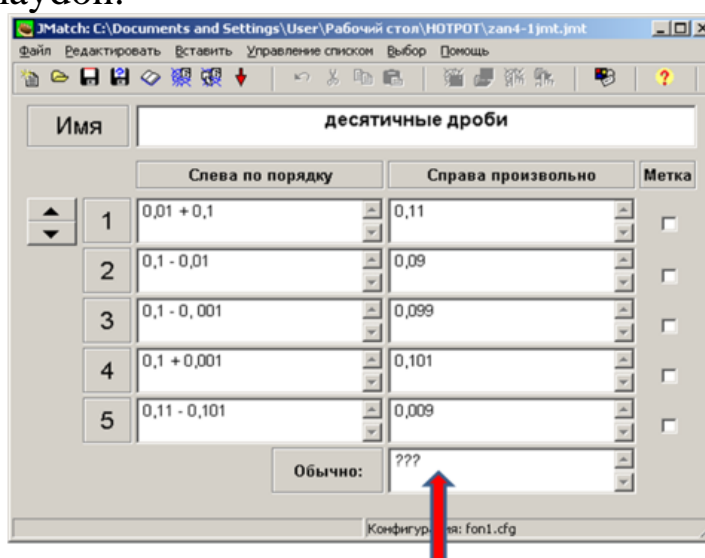 maydon.
JMatch: C:\Documents and Settings\User\Рабочий стол\HOTPOT\zan4-1jmt.jmt
Файл Редактировать Вставить Управление списком Выбор Помощь
Имя десятичные дроби
Слева по порядку Справа произвольно Метка
1 0,01 +0,1 0,11
2 0,1 - 0,01 0,09
3 0,1 - 0, 001 0,099
4 0,1 + 0,001 0,101
5 0,11 - 0,101 0,009
Обычно: ???
Конфигурация: fon1.cfg